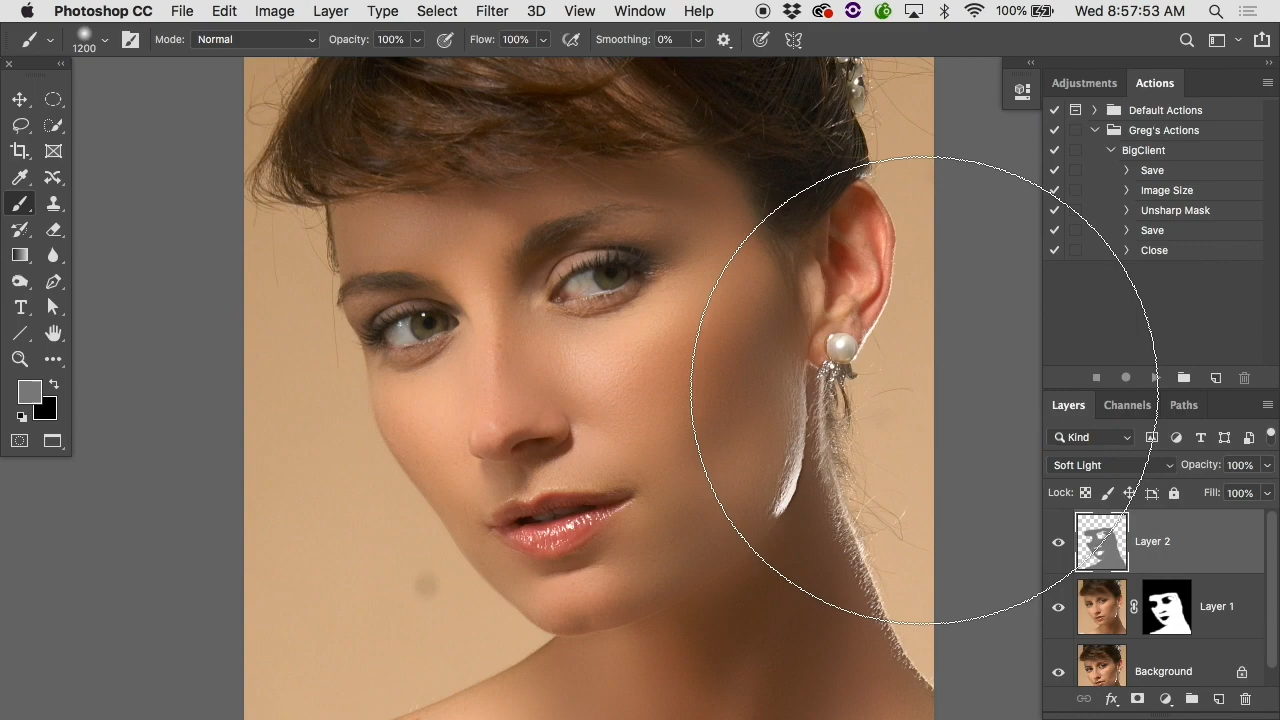 Photoshop CC File Edit Image Layer Type Select Filter 3D View Window Help 100% Wed 8:57:53 AM
1200 Mode: Normal Opacity: 100% Flow: 100% Smoothing: 0%
Adjustments Actions
Default Actions
Greg's Actions
BigClient
Save
Image Size
Unsharp Mask
Save
Close
Layers Channels Paths
Kind
Soft Light Opacity: 100%
Lock: Fill: 100%
Layer 2
Layer 1
Background